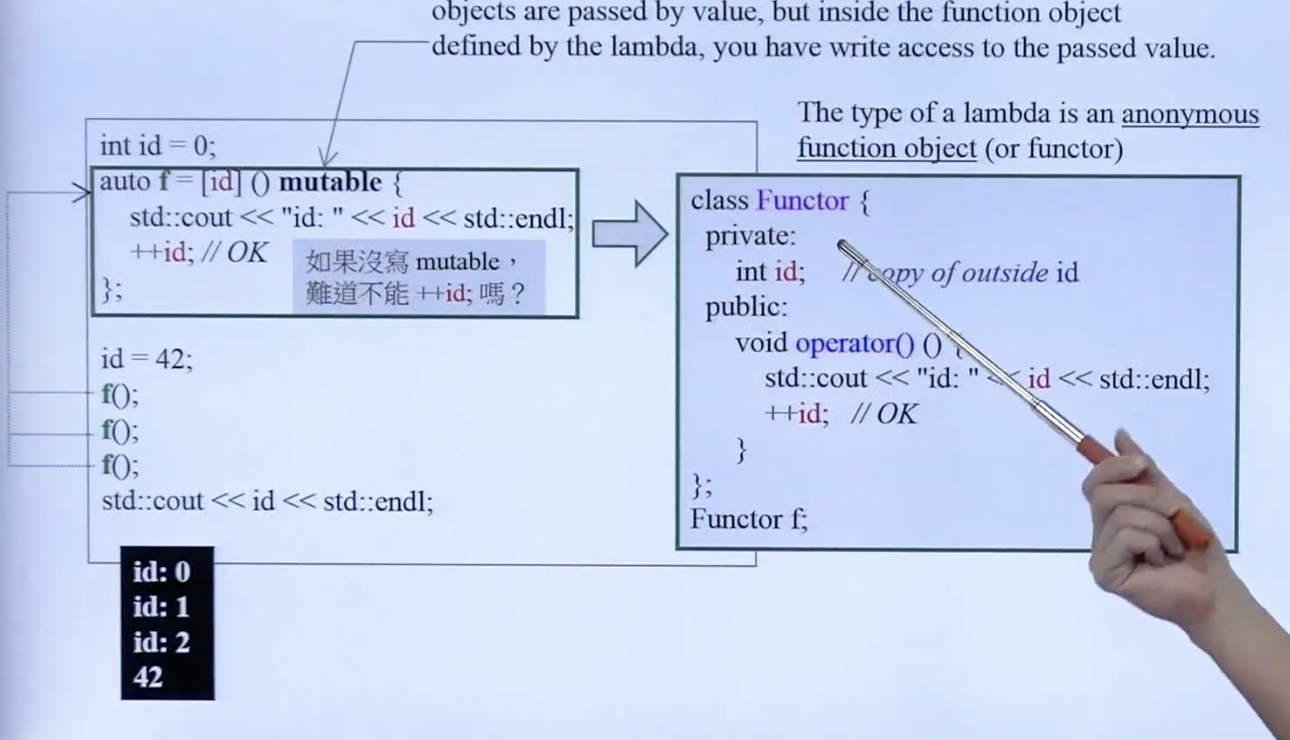 objects are passed by value, but inside the function object
defined by the lambda, you have write access to the passed value.
The type of a lambda is an anonymous
function object (or functor)
int id = 0;
auto f = [id] () mutable {
std::cout << "id: " << id << std::endl;
++id; // OK
如果沒寫 mutable，
難道不能 ++id; 嗎？
};
id = 42;
f();
f();
f();
std::cout << id << std::endl;
id: 0
id: 1
id: 2
42
class Functor {
private:
int id; // copy of outside id
public:
void operator() () {
std::cout << "id: " << id << std::endl;
++id; // OK
}
};
Functor f;